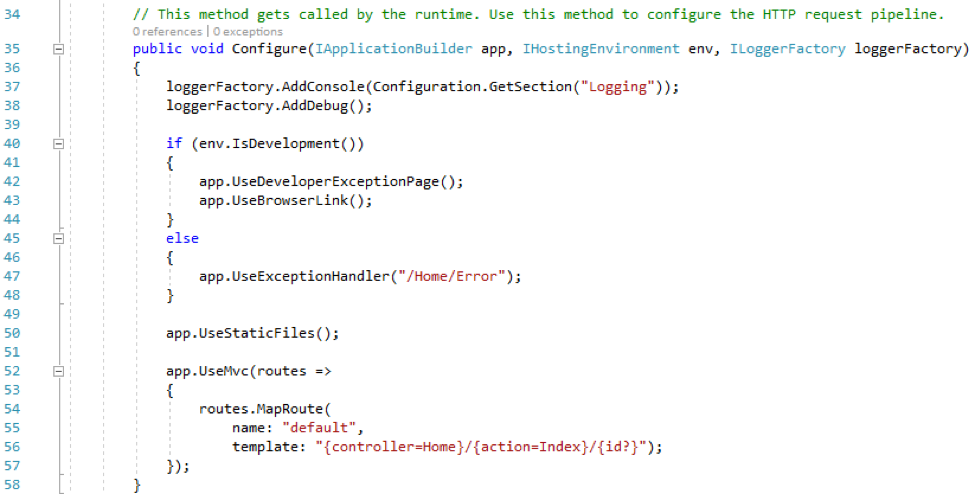 34 // This method gets called by the runtime. Use this method to configure the HTTP request pipeline.
0 references | 0 exceptions
35 public void Configure(IApplicationBuilder app, IHostingEnvironment env, ILoggerFactory loggerFactory)
36 {
37 loggerFactory.AddConsole(Configuration.GetSection("Logging"));
38 loggerFactory.AddDebug();
39
40 if (env.IsDevelopment())
41 {
42 app.UseDeveloperExceptionPage();
43 app.UseBrowserLink();
44 }
45 else
46 {
47 app.UseExceptionHandler("/Home/Error");
48 }
49
50 app.UseStaticFiles();
51
52 app.UseMvc(routes =>
53 {
54 routes.MapRoute(
55 name: "default",
56 template: "{controller=Home}/{action=Index}/{id?}");
57 });
58 }